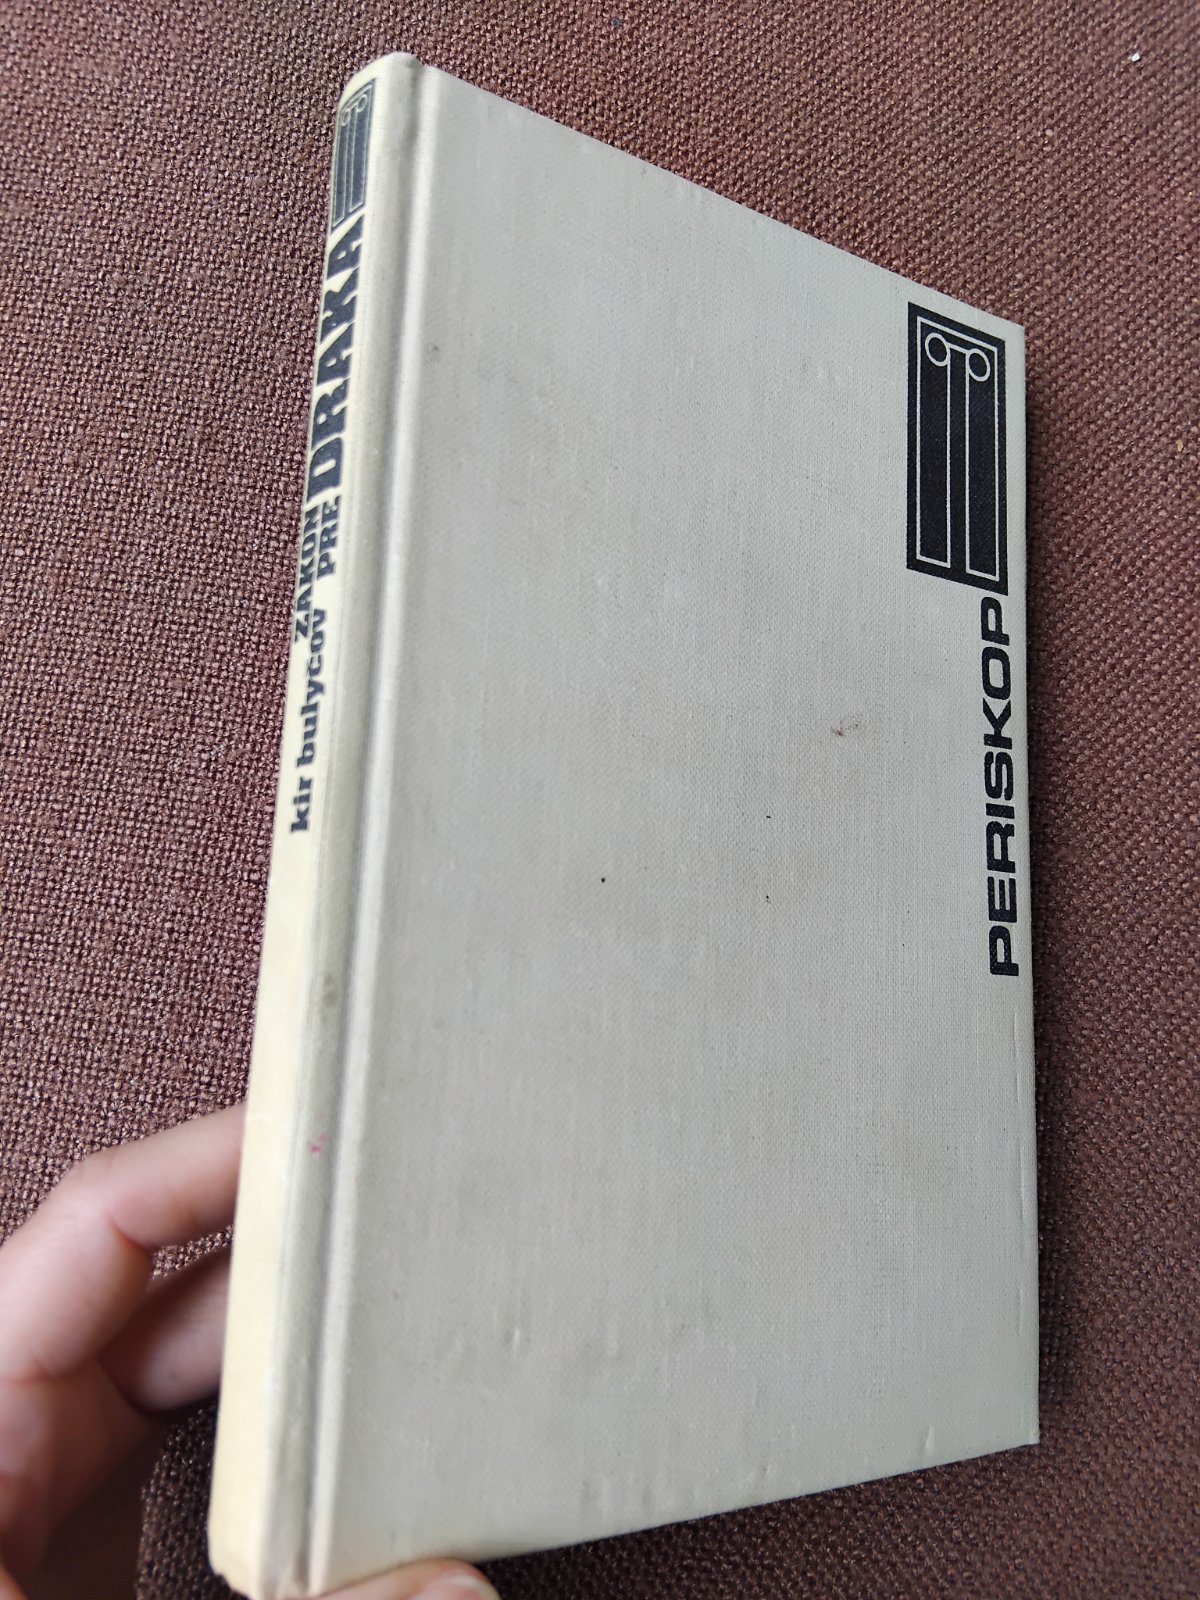 kir bulyčov
ZÁKON
PRE
DRAKA
PERISKOP